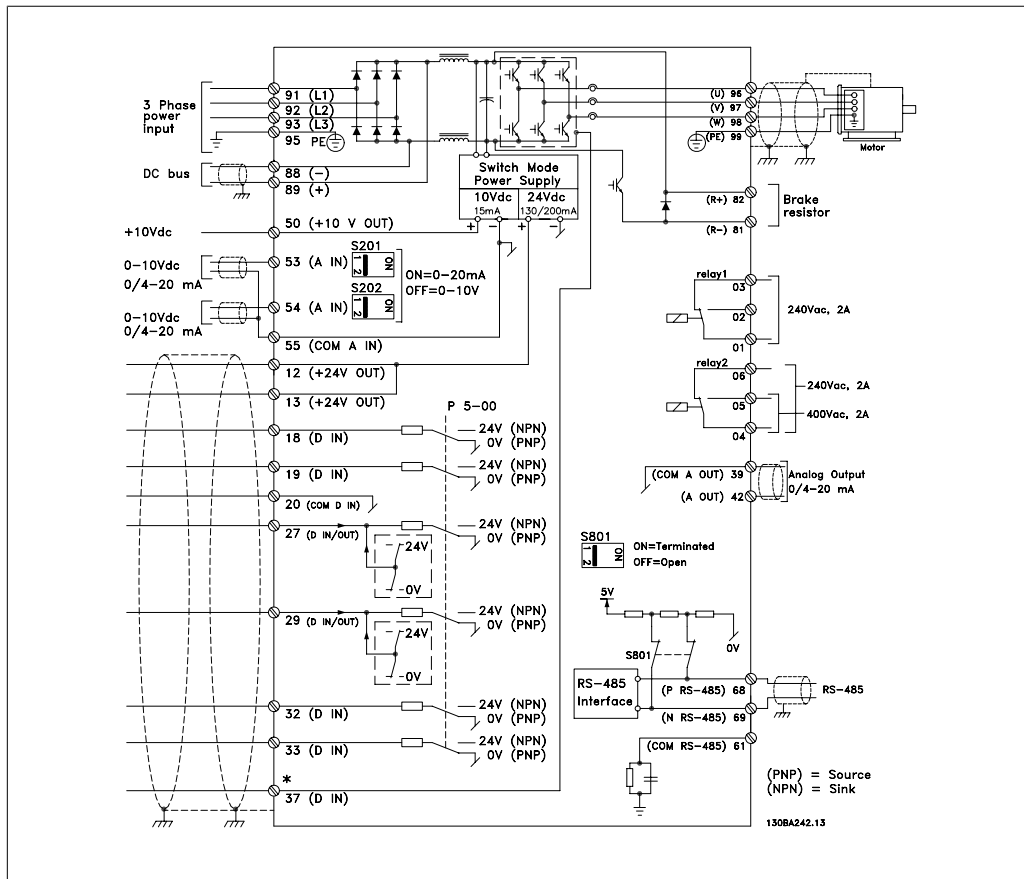 3 Phase
power
input
91 (L1)
92 (L2)
93 (L3)
95 PE
DC bus
88 (-)
89 (+)
+10Vdc
50 (+10 V OUT)
0-10Vdc
0/4-20 mA
53 (A IN)
S201
1 2
ON
0-10Vdc
0/4-20 mA
54 (A IN)
S202
1 2
ON
ON=0-20mA
OFF=0-10V
55 (COM A IN)
12 (+24V OUT)
13 (+24V OUT)
P 5-00
18 (D IN)
24V (NPN)
0V (PNP)
19 (D IN)
24V (NPN)
0V (PNP)
20 (COM D IN)
27 (D IN/OUT)
24V (NPN)
0V (PNP)
24V
0V
29 (D IN/OUT)
24V (NPN)
0V (PNP)
24V
0V
32 (D IN)
24V (NPN)
0V (PNP)
33 (D IN)
24V (NPN)
0V (PNP)
*
37 (D IN)
Switch Mode
Power Supply
10Vdc
15mA
24Vdc
130/200mA
+ - + -
(U) 96
(V) 97
(W) 98
(PE) 99
Motor
(R+) 82
(R-) 81
Brake
resistor
relay1
03
02
01
240Vac, 2A
relay2
06
05
04
240Vac, 2A
400Vac, 2A
(COM A OUT) 39
(A OUT) 42
Analog Output
0/4-20 mA
S801
1 2
ON
ON=Terminated
OFF=Open
5V
S801
0V
RS-485
Interface
(P RS-485) 68
(N RS-485) 69
RS-485
(COM RS-485) 61
(PNP) = Source
(NPN) = Sink
130BA242.13